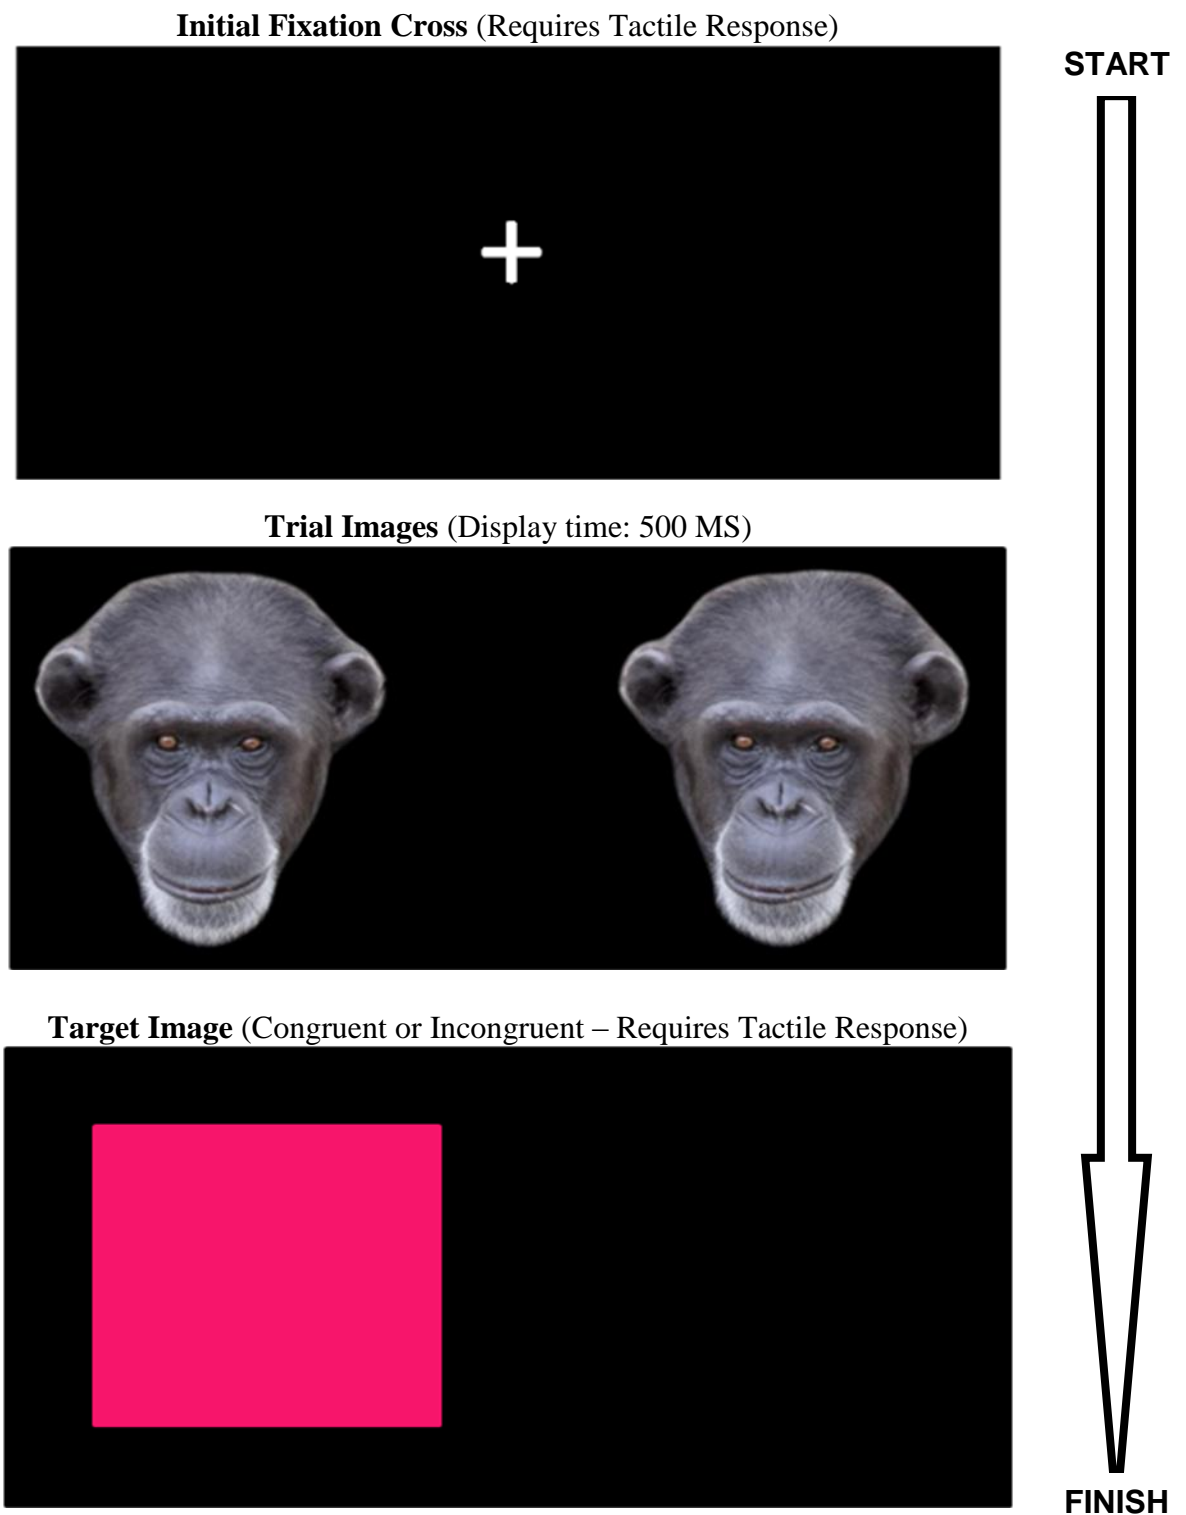 Initial Fixation Cross (Requires Tactile Response)
START
Trial Images (Display time: 500 MS)
Target Image (Congruent or Incongruent – Requires Tactile Response)
FINISH